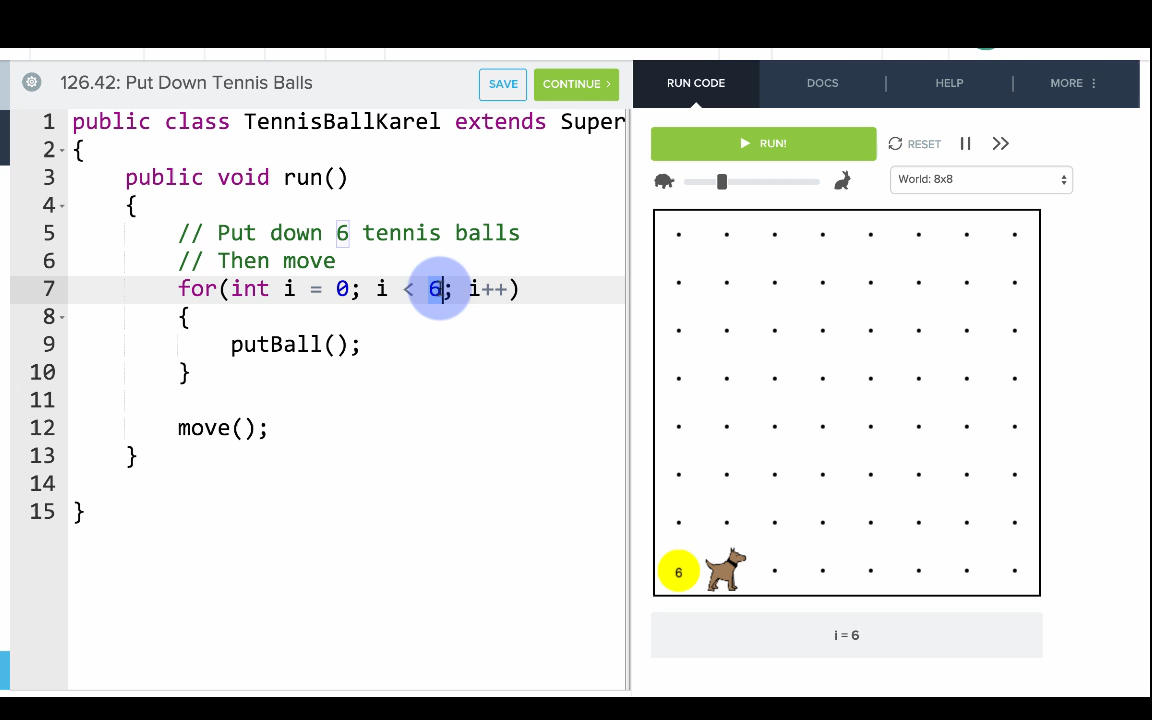 126.42: Put Down Tennis Balls
SAVE
CONTINUE >
RUN CODE
DOCS
HELP
MORE
1 public class TennisBallKarel extends Super
2 {
3 public void run()
4 {
5 // Put down 6 tennis balls
6 // Then move
7 for(int i = 0; i < 6; i++)
8 {
9 putBall();
10 }
11
12 move();
13 }
14
15 }
RUN!
RESET
World: 8x8
6
i = 6